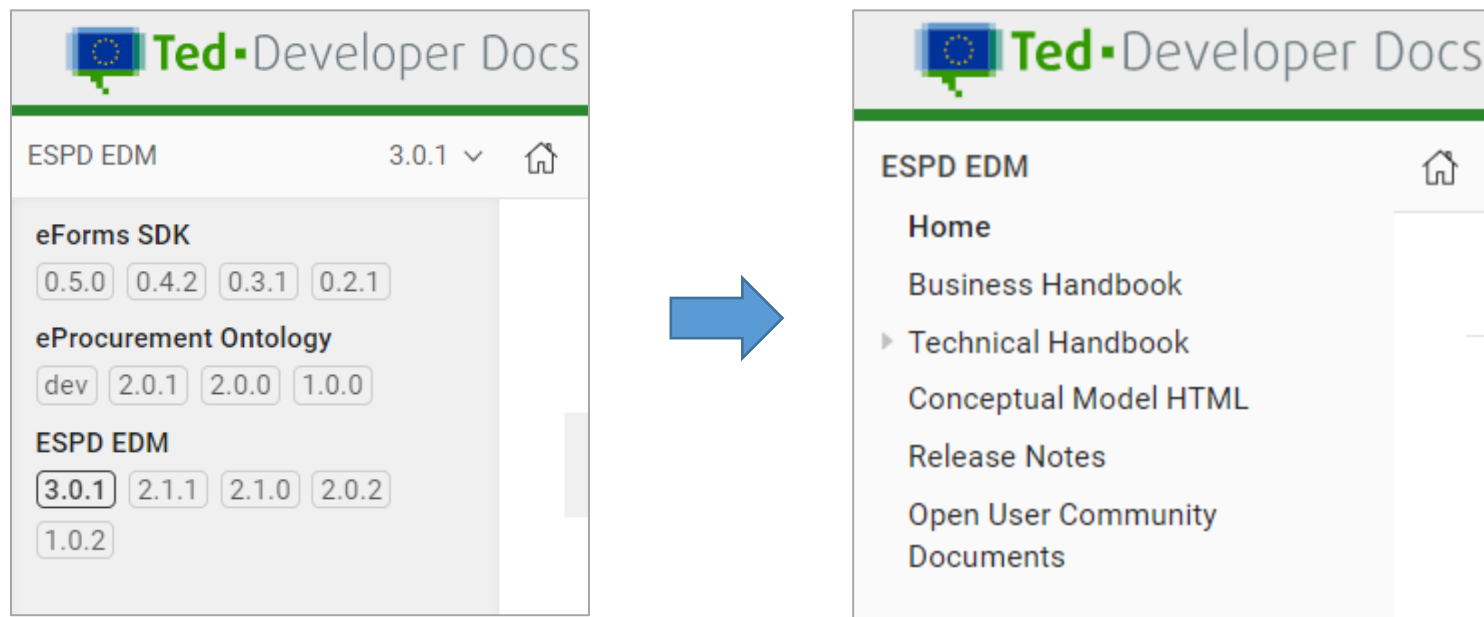 Ted▪Developer Docs
ESPD EDM 3.0.1
eForms SDK
0.5.0 0.4.2 0.3.1 0.2.1
eProcurement Ontology
dev 2.0.1 2.0.0 1.0.0
ESPD EDM
3.0.1 2.1.1 2.1.0 2.0.2
1.0.2
Ted▪Developer Docs
ESPD EDM
Home
Business Handbook
Technical Handbook
Conceptual Model HTML
Release Notes
Open User Community
Documents